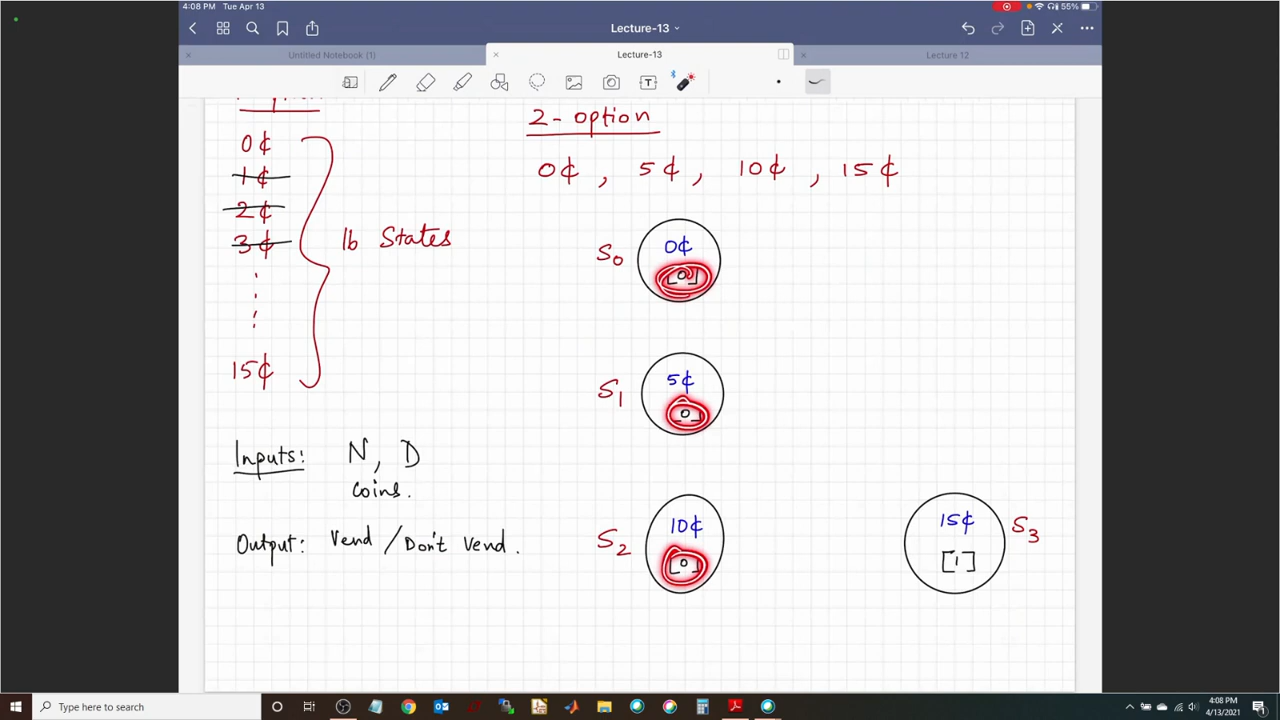 4:08 PM Tue Apr 13
55%
Lecture-13
Untitled Notebook (1)
Lecture-13
Lecture 12
2- option
0¢ , 5¢ , 10¢ , 15¢
0¢
1¢
2¢
3¢
15¢
16 States
S0
0¢
[0]
S1
5¢
[0]
Inputs: N, D
coins.
Output: Vend / Don't Vend.
S2
10¢
[0]
15¢
[1]
S3
Type here to search
4:08 PM
4/13/2021